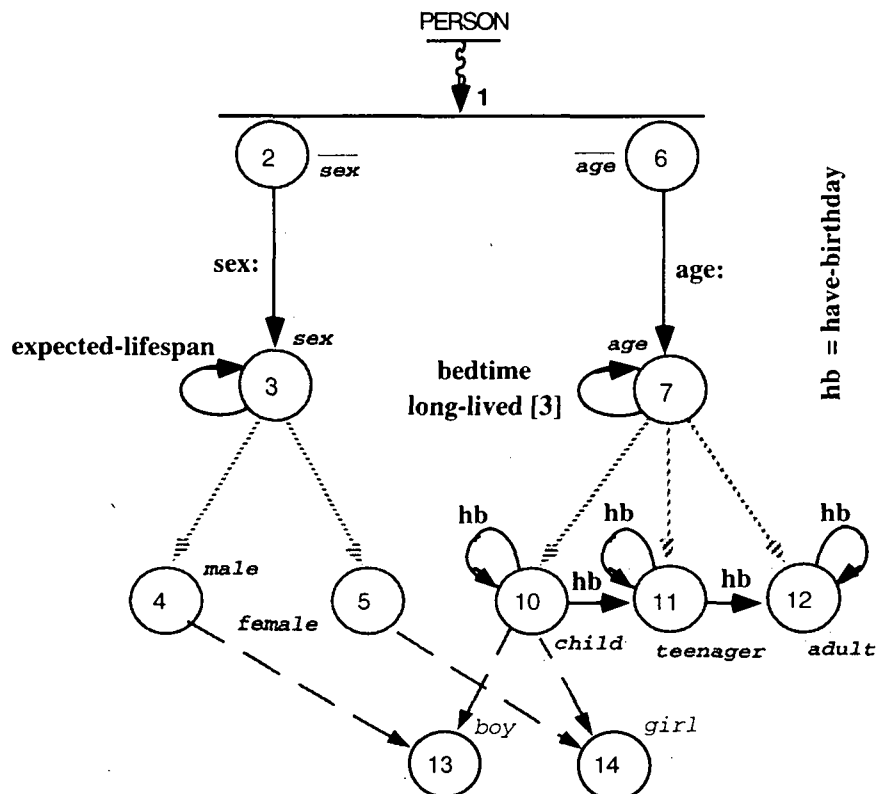 PERSON
1
2
sex
age
6
sex:
age:
hb = have-birthday
expected-lifespan
sex
3
bedtime
long-lived [3]
age
7
hb
hb
hb
4
male
female
5
10
hb
11
hb
12
child
teenager
adult
boy
girl
13
14